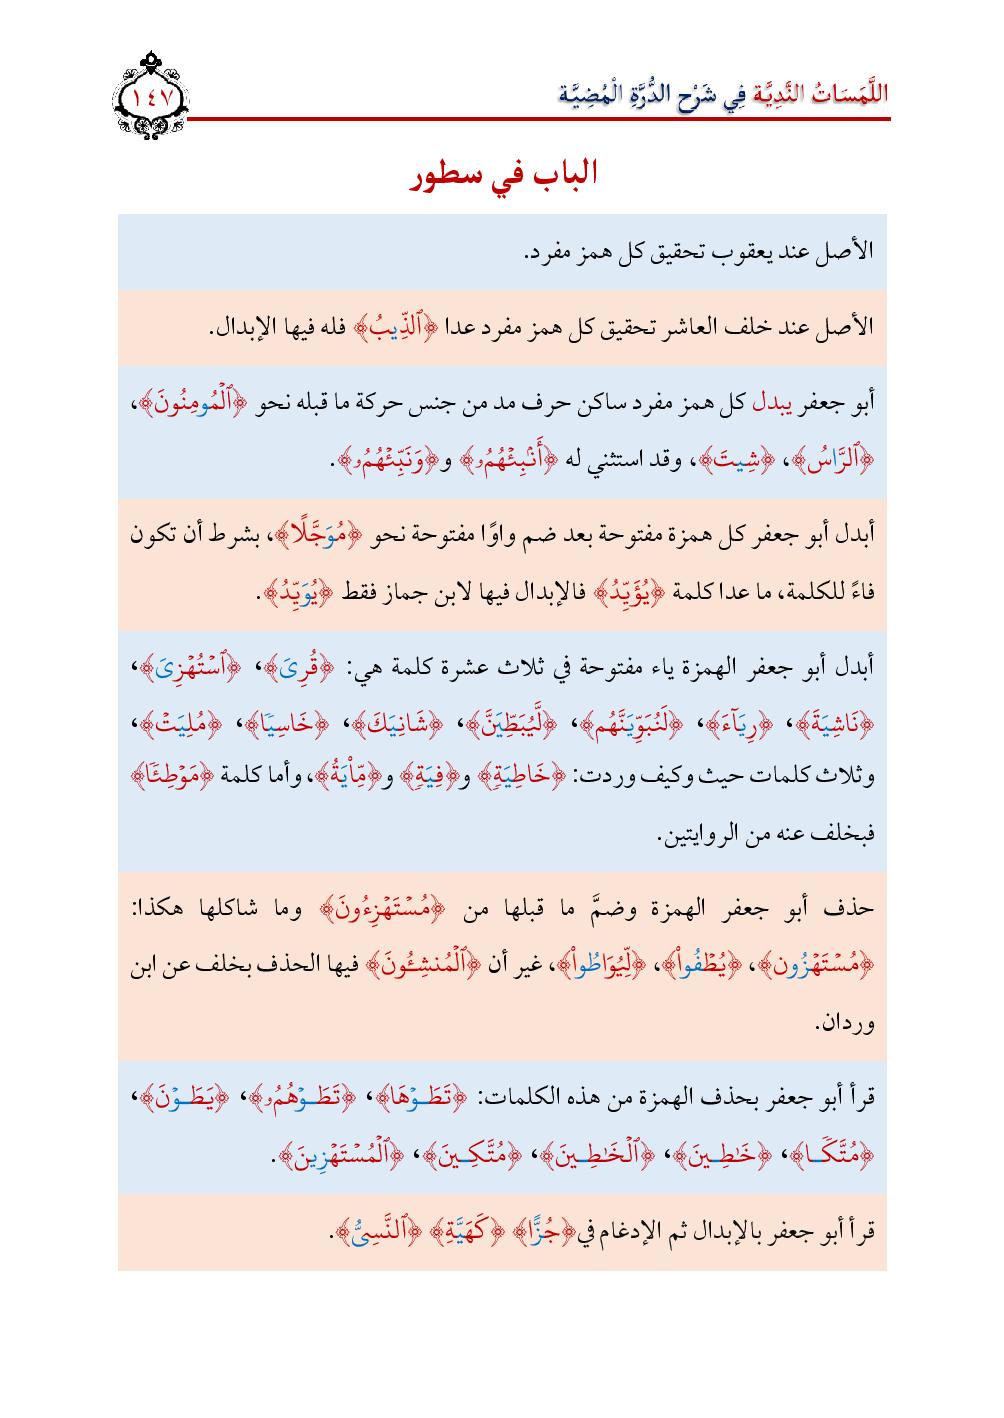 اللَّمَسَاتُ النَّدِيَّة فِي شَرْح الدُّرَّةِ الْمُضِيَّة
١٤٧
الباب في سطور
الأصل عند يعقوب تحقيق كل همز مفرد.
الأصل عند خلف العاشر تحقيق كل همز مفرد عدا ﴿ٱلذِّيبُ﴾ فله فيها الإبدال.
أبو جعفر يبدل كل همز مفرد ساكن حرف مد من جنس حركة ما قبله نحو ﴿ٱلْمُومِنُونَ﴾،
﴿ٱلرَّاسُ﴾، ﴿شِيتَ﴾، وقد استثني له ﴿أَنۢبِئْهُمُۥ﴾ و﴿وَنَبِّئْهُمُۥ﴾.
أبدل أبو جعفر كل همزة مفتوحة بعد ضم واوًا مفتوحة نحو ﴿مُوَجَّلًا﴾، بشرط أن تكون
فاءً للكلمة، ما عدا كلمة ﴿يُؤَيِّدُ﴾ فالإبدال فيها لابن جماز فقط ﴿يُوَيِّدُ﴾.
أبدل أبو جعفر الهمزة ياء مفتوحة في ثلاث عشرة كلمة هي: ﴿قُرِىَ﴾، ﴿ٱسْتُهْزِىَ﴾،
﴿نَاشِيَةَ﴾، ﴿رِيَآءَ﴾، ﴿لَنُبَوِّيَنَّهُم﴾، ﴿لَّيُبَطِّيَنَّ﴾، ﴿شَانِيَكَ﴾، ﴿خَاسِيٗا﴾، ﴿مُلِيَتْ﴾،
وثلاث كلمات حيث وكيف وردت: ﴿خَاطِيَةٖ﴾ و﴿فِيَةٖ﴾ و﴿مِّاْيَةُ﴾، وأما كلمة ﴿مَوْطِئٗا﴾
فبخلف عنه من الروايتين.
حذف أبو جعفر الهمزة وضمَّ ما قبلها من ﴿مُسْتَهْزِءُونَ﴾ وما شاكلها هكذا:
﴿مُسْتَهْزُون﴾، ﴿يُطْفُواْ﴾، ﴿لِّيُوَاطُواْ﴾، غير أن ﴿ٱلْمُنشِـُٔونَ﴾ فيها الحذف بخلف عن ابن
وردان.
قرأ أبو جعفر بحذف الهمزة من هذه الكلمات: ﴿تَطَـوْهَا﴾، ﴿تَطَـوْهُمُۥ﴾، ﴿يَطَـوْنَ﴾،
﴿مُتَّكَـٗا﴾، ﴿خَٰطِـينَ﴾، ﴿ٱلْخَٰطِـينَ﴾، ﴿مُتَّكِـينَ﴾، ﴿ٱلْمُسْتَهْزِينَ﴾.
قرأ أبو جعفر بالإبدال ثم الإدغام في﴿جُزًّا﴾ ﴿كَهَيَّةِ﴾ ﴿ٱلنَّسِىُّ﴾.